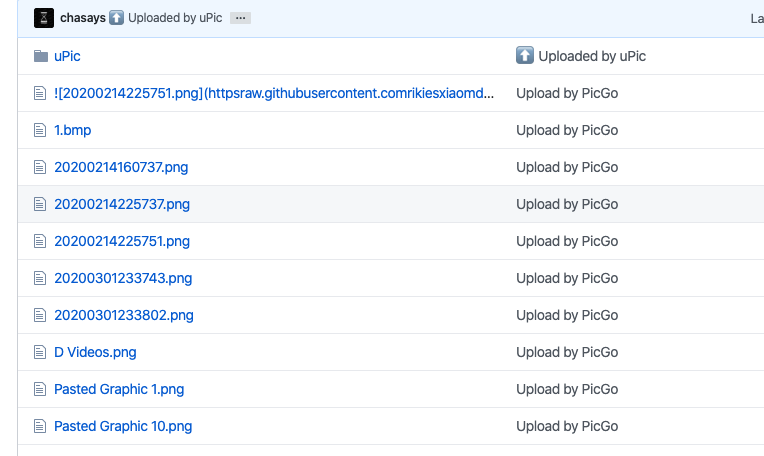 chasays ⬆️ Uploaded by uPic ... La
uPic ⬆️ Uploaded by uPic
![20200214225751.png](httpsraw.githubusercontent.comrikiesxiaomd... Upload by PicGo
1.bmp Upload by PicGo
20200214160737.png Upload by PicGo
20200214225737.png Upload by PicGo
20200214225751.png Upload by PicGo
20200301233743.png Upload by PicGo
20200301233802.png Upload by PicGo
D Videos.png Upload by PicGo
Pasted Graphic 1.png Upload by PicGo
Pasted Graphic 10.png Upload by PicGo